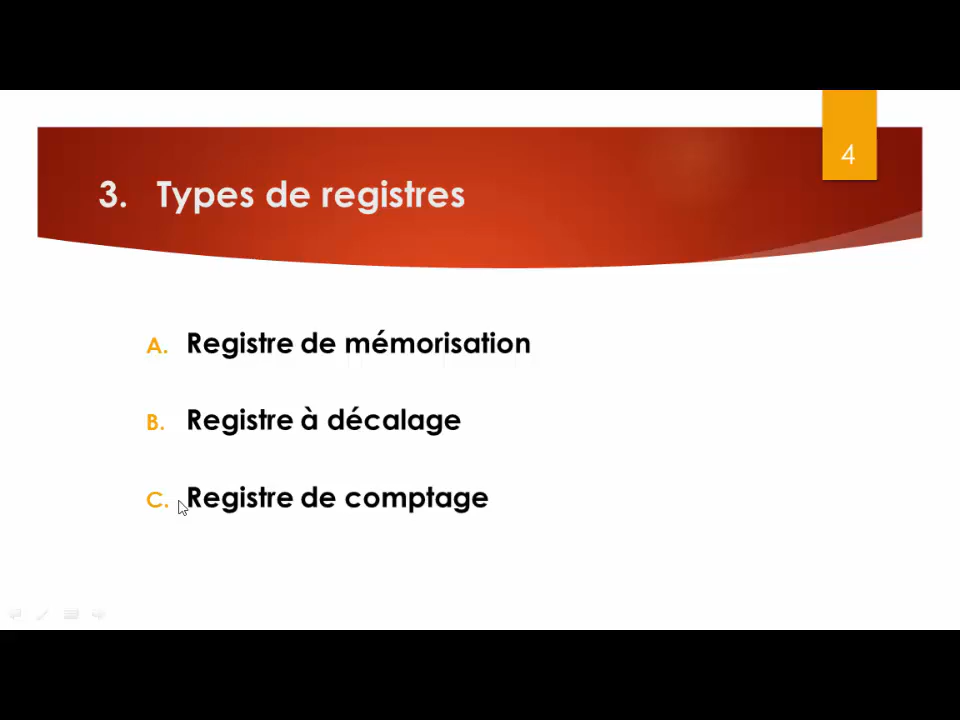 4
3. Types de registres
A. Registre de mémorisation
B. Registre à décalage
C. Registre de comptage